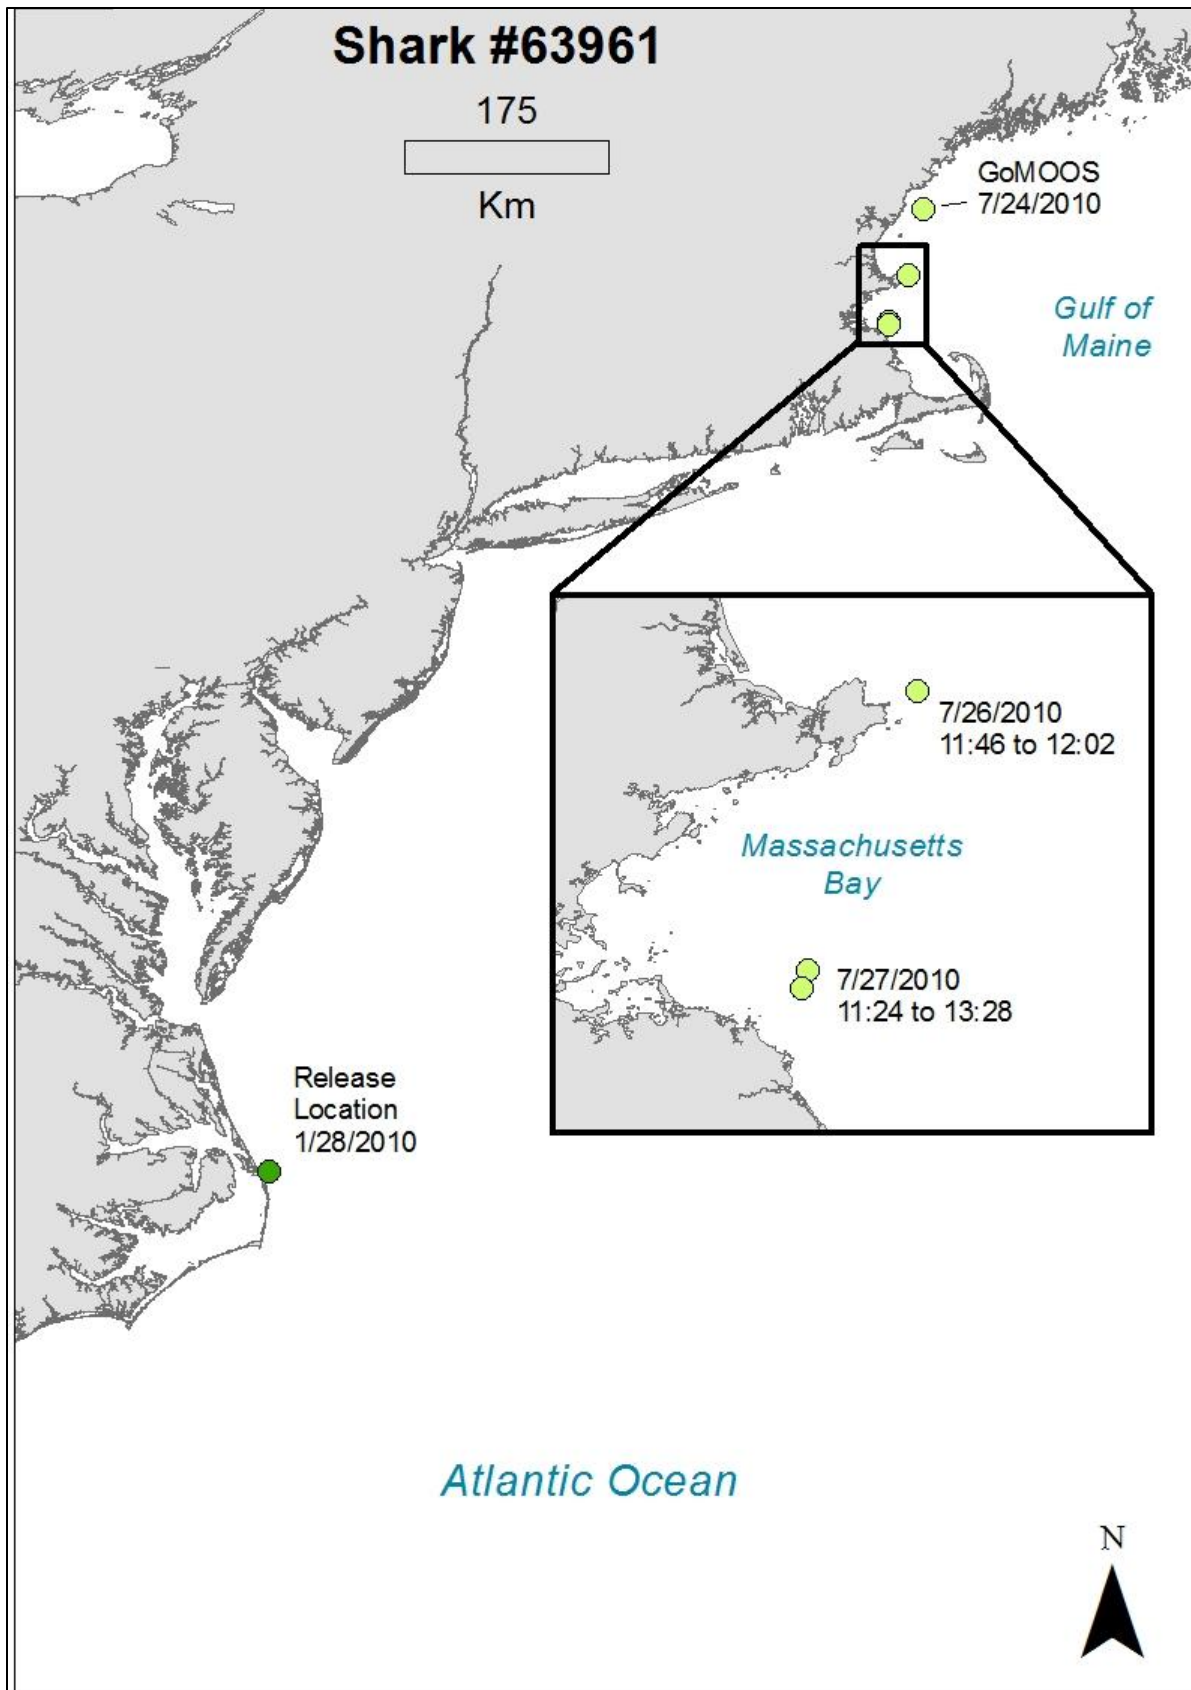 Shark #63961
175
Km
GoMOOS
7/24/2010
Gulf of
Maine
7/26/2010
11:46 to 12:02
Massachusetts
Bay
7/27/2010
11:24 to 13:28
Release
Location
1/28/2010
Atlantic Ocean
N